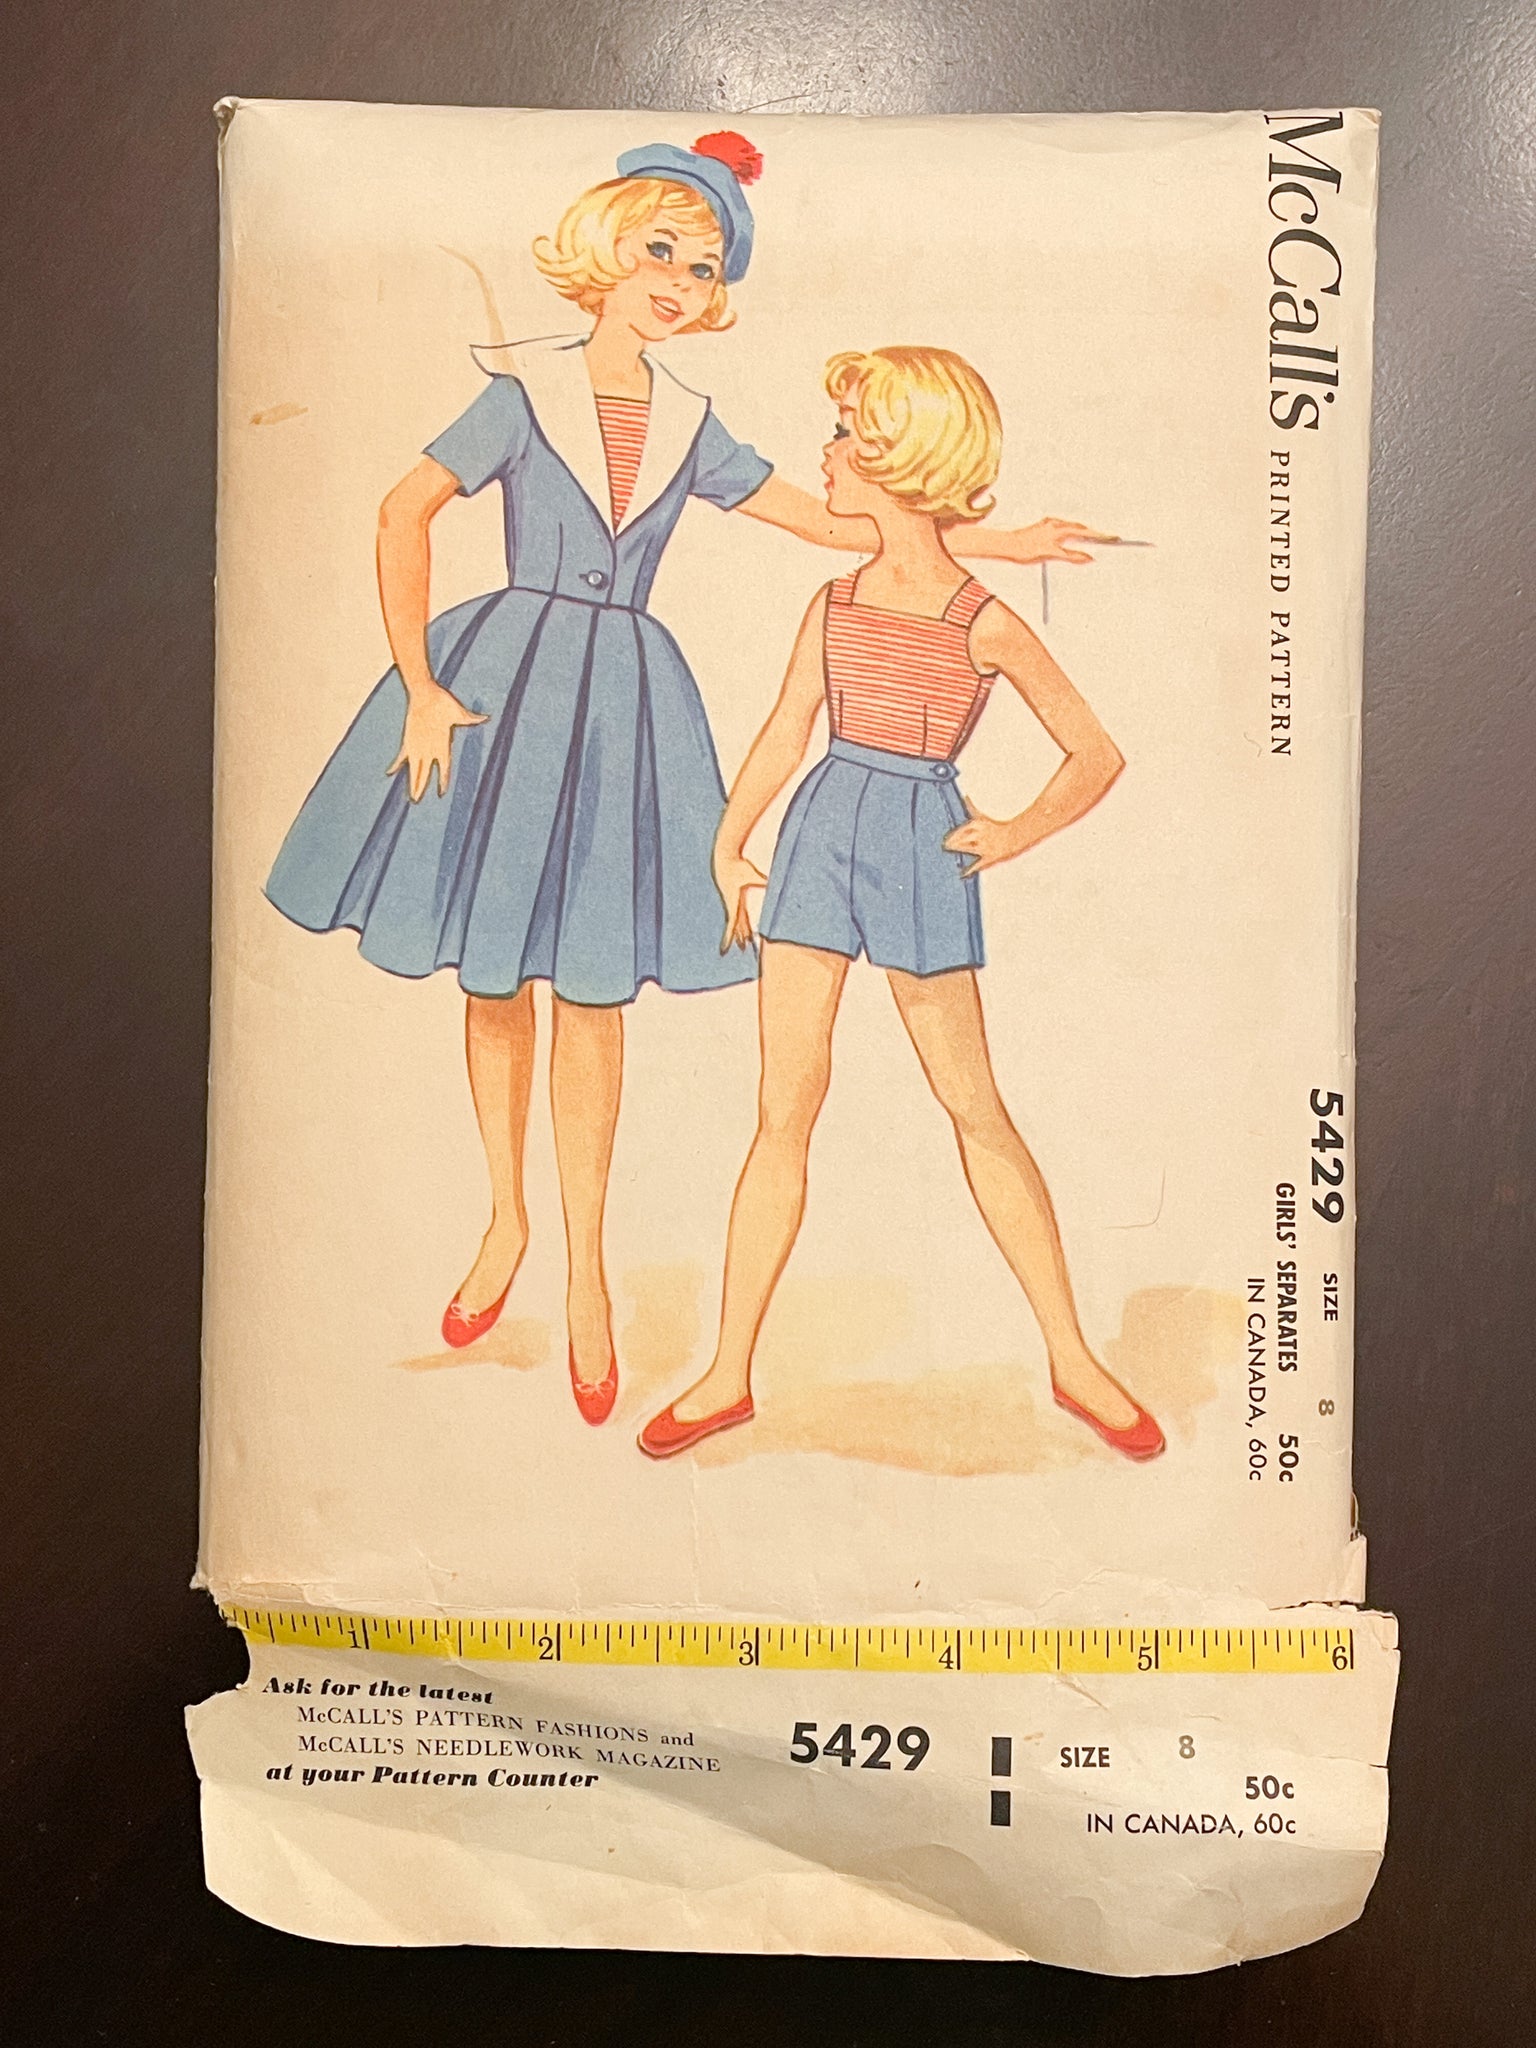 McCall's PRINTED PATTERN
5429 SIZE 8
GIRLS' SEPARATES 50c
IN CANADA, 60c
1 2 3 4 5 6
Ask for the latest
McCALL'S PATTERN FASHIONS and
McCALL'S NEEDLEWORK MAGAZINE
at your Pattern Counter
5429
SIZE 8
50c
IN CANADA, 60c